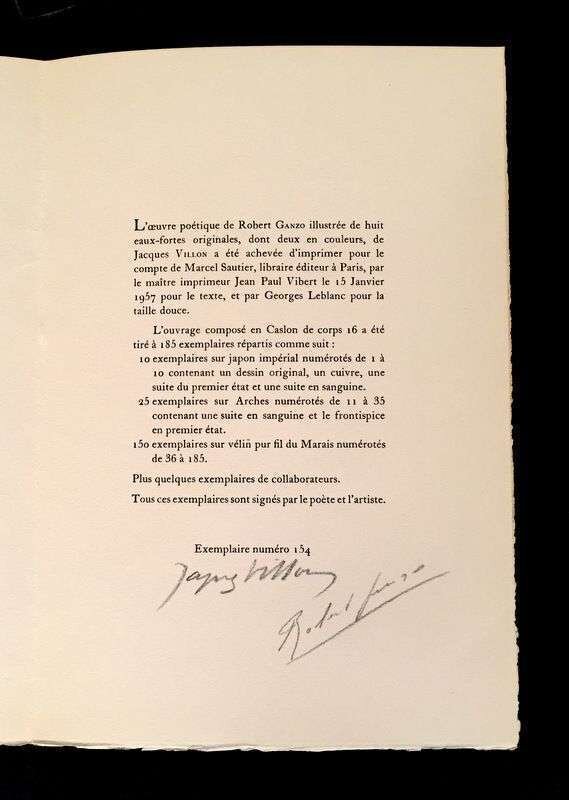 L'œuvre poétique de Robert GANZO illustrée de huit
eaux-fortes originales, dont deux en couleurs, de
Jacques VILLON a été achevée d'imprimer pour le
compte de Marcel Sautier, libraire éditeur à Paris, par
le maître imprimeur Jean Paul Vibert le 15 Janvier
1957 pour le texte, et par Georges Leblanc pour la
taille douce.
L'ouvrage composé en Caslon de corps 16 a été
tiré à 185 exemplaires répartis comme suit :
10 exemplaires sur japon impérial numérotés de 1 à
10 contenant un dessin original, un cuivre, une
suite du premier état et une suite en sanguine.
25 exemplaires sur Arches numérotés de 11 à 35
contenant une suite en sanguine et le frontispice
en premier état.
150 exemplaires sur vélin pur fil du Marais numérotés
de 36 à 185.
Plus quelques exemplaires de collaborateurs.
Tous ces exemplaires sont signés par le poète et l'artiste.
Exemplaire numéro 154
Jacques Villon
Robert Ganzo